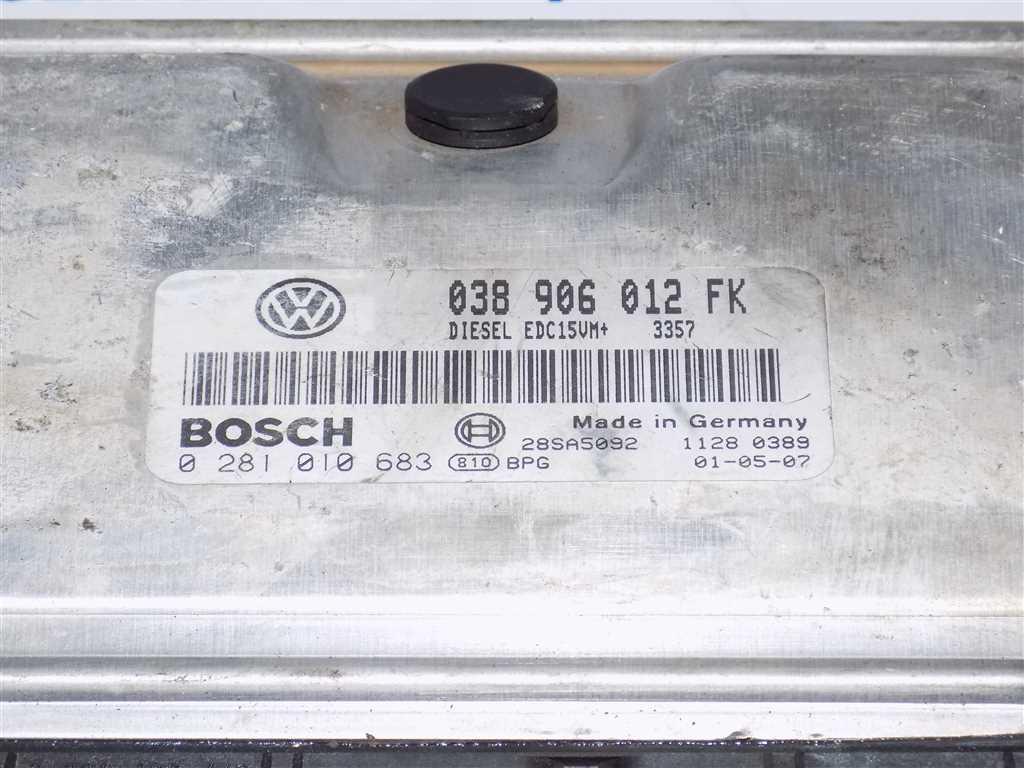 VW 038 906 012 FK
DIESEL EDC15VM+ 3357
BOSCH Made in Germany
28SA5092 1128 0389
0 281 010 683 810 BPG 01-05-07